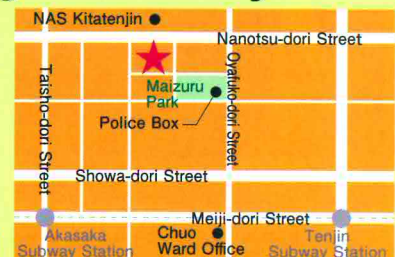 NAS Kitatenjin
Nanotsu-dori Street
Taisho-dori Street
Oyafuko-dori Street
Maizuru
Park
Police Box
Showa-dori Street
Meiji-dori Street
Akasaka
Subway Station
Chuo
Ward Office
Tenjin
Subway Station